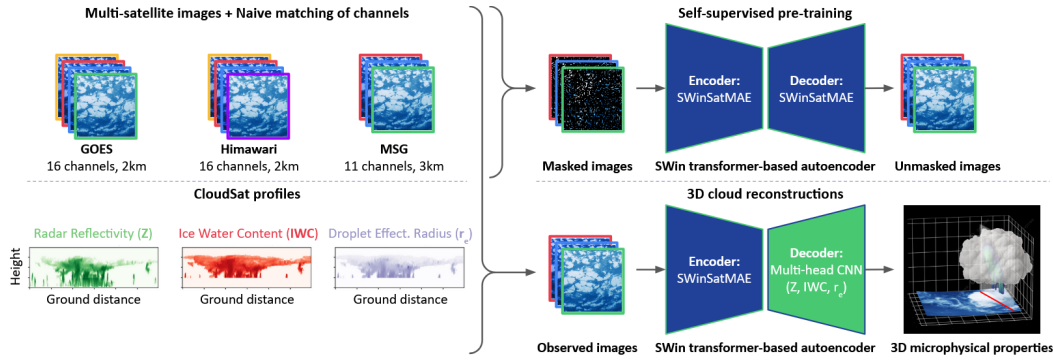 Multi-satellite images + Naive matching of channels
GOES
16 channels, 2km
Himawari
16 channels, 2km
MSG
11 channels, 3km
CloudSat profiles
Radar Reflectivity (Z)
Ice Water Content (IWC)
Droplet Effect. Radius (re)
Height
Ground distance
Ground distance
Ground distance
Self-supervised pre-training
Encoder:
SWinSatMAE
Decoder:
SWinSatMAE
Masked images
SWin transformer-based autoencoder
Unmasked images
3D cloud reconstructions
Encoder:
SWinSatMAE
Decoder:
Multi-head CNN
(Z, IWC, re)
Observed images
SWin transformer-based autoencoder
3D microphysical properties